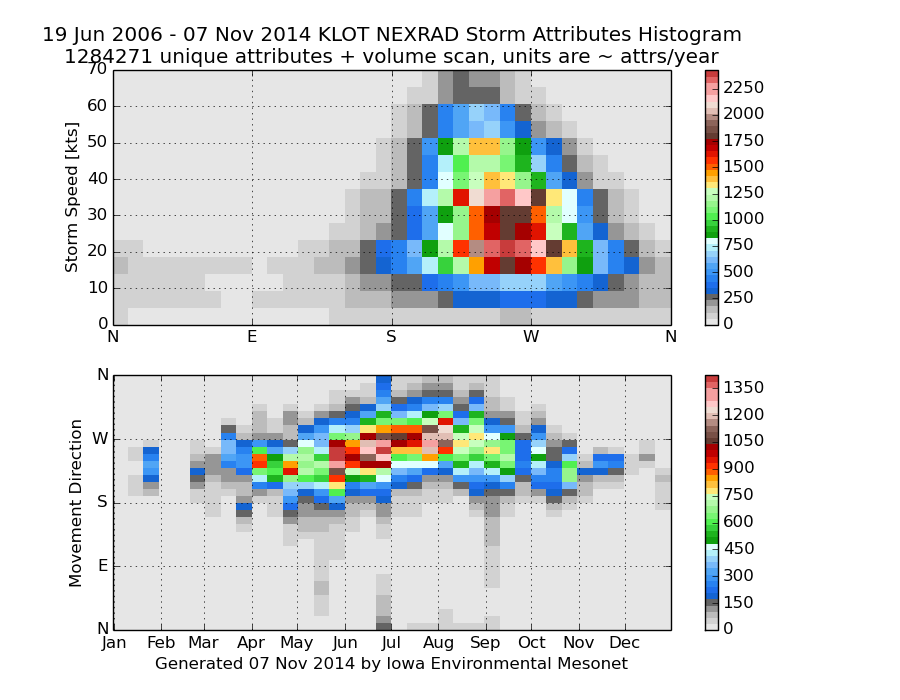 19 Jun 2006 - 07 Nov 2014 KLOT NEXRAD Storm Attributes Histogram
1284271 unique attributes + volume scan, units are ~ attrs/year
Storm Speed [kts]
70
60
50
40
30
20
10
0
N E S W N
2250
2000
1750
1500
1250
1000
750
500
250
0
Movement Direction
N
W
S
E
N
Jan Feb Mar Apr May Jun Jul Aug Sep Oct Nov Dec
1350
1200
1050
900
750
600
450
300
150
0
Generated 07 Nov 2014 by Iowa Environmental Mesonet